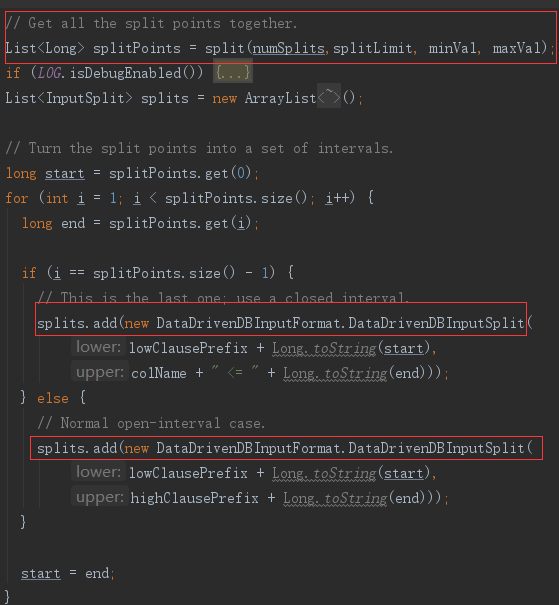 // Get all the split points together.
List<Long> splitPoints = split(numSplits,splitLimit, minVal, maxVal);
if (LOG.isDebugEnabled()) {...}
List<InputSplit> splits = new ArrayList<~>();
// Turn the split points into a set of intervals.
long start = splitPoints.get(0);
for (int i = 1; i < splitPoints.size(); i++) {
long end = splitPoints.get(i);
if (i == splitPoints.size() - 1) {
// This is the last one; use a closed interval.
splits.add(new DataDrivenDBInputFormat.DataDrivenDBInputSplit(
lower: lowClausePrefix + Long.toString(start),
upper: colName + " <= " + Long.toString(end)));
} else {
// Normal open-interval case.
splits.add(new DataDrivenDBInputFormat.DataDrivenDBInputSplit(
lower: lowClausePrefix + Long.toString(start),
upper: highClausePrefix + Long.toString(end)));
}
start = end;
}